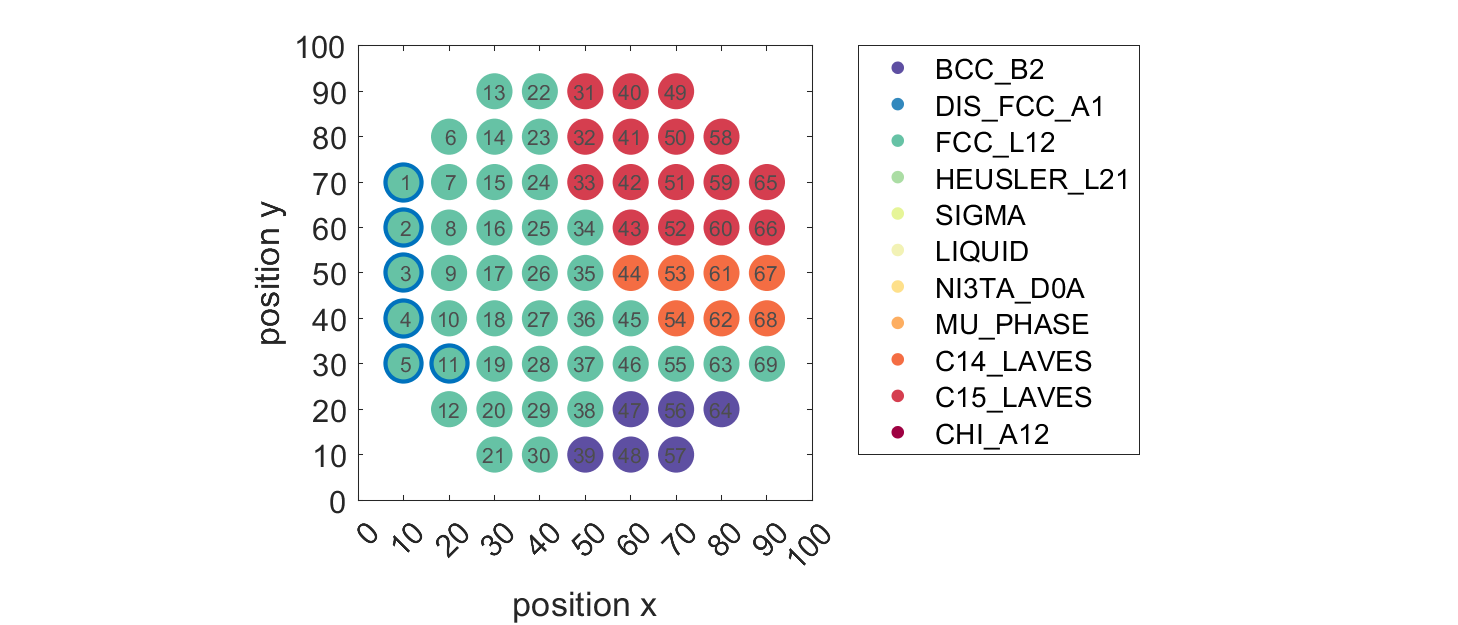 100
90
80
70
60
50
40
30
20
10
0
position y
13 22 31 40 49
6 14 23 32 41 50 58
1 7 15 24 33 42 51 59 65
2 8 16 25 34 43 52 60 66
3 9 17 26 35 44 53 61 67
4 10 18 27 36 45 54 62 68
5 11 19 28 37 46 55 63 69
12 20 29 38 47 56 64
21 30 39 48 57
0 10 20 30 40 50 60 70 80 90 100
position x
BCC_B2
DIS_FCC_A1
FCC_L12
HEUSLER_L21
SIGMA
LIQUID
NI3TA_D0A
MU_PHASE
C14_LAVES
C15_LAVES
CHI_A12